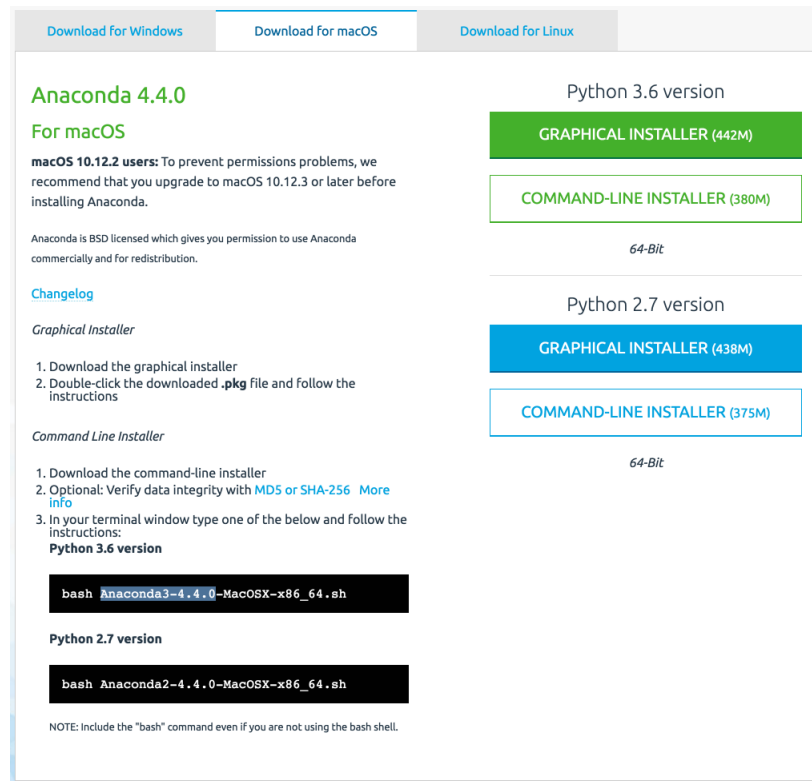 Download for Windows
Download for macOS
Download for Linux
Anaconda 4.4.0
For macOS
macOS 10.12.2 users: To prevent permissions problems, we
recommend that you upgrade to macOS 10.12.3 or later before
installing Anaconda.
Anaconda is BSD licensed which gives you permission to use Anaconda
commercially and for redistribution.
Changelog
Graphical Installer
1. Download the graphical installer
2. Double-click the downloaded .pkg file and follow the
instructions
Command Line Installer
1. Download the command-line installer
2. Optional: Verify data integrity with MD5 or SHA-256 More
info
3. In your terminal window type one of the below and follow the
instructions:
Python 3.6 version
bash Anaconda3-4.4.0-MacOSX-x86_64.sh
Python 2.7 version
bash Anaconda2-4.4.0-MacOSX-x86_64.sh
NOTE: Include the "bash" command even if you are not using the bash shell.
Python 3.6 version
GRAPHICAL INSTALLER (442M)
COMMAND-LINE INSTALLER (380M)
64-Bit
Python 2.7 version
GRAPHICAL INSTALLER (438M)
COMMAND-LINE INSTALLER (375M)
64-Bit